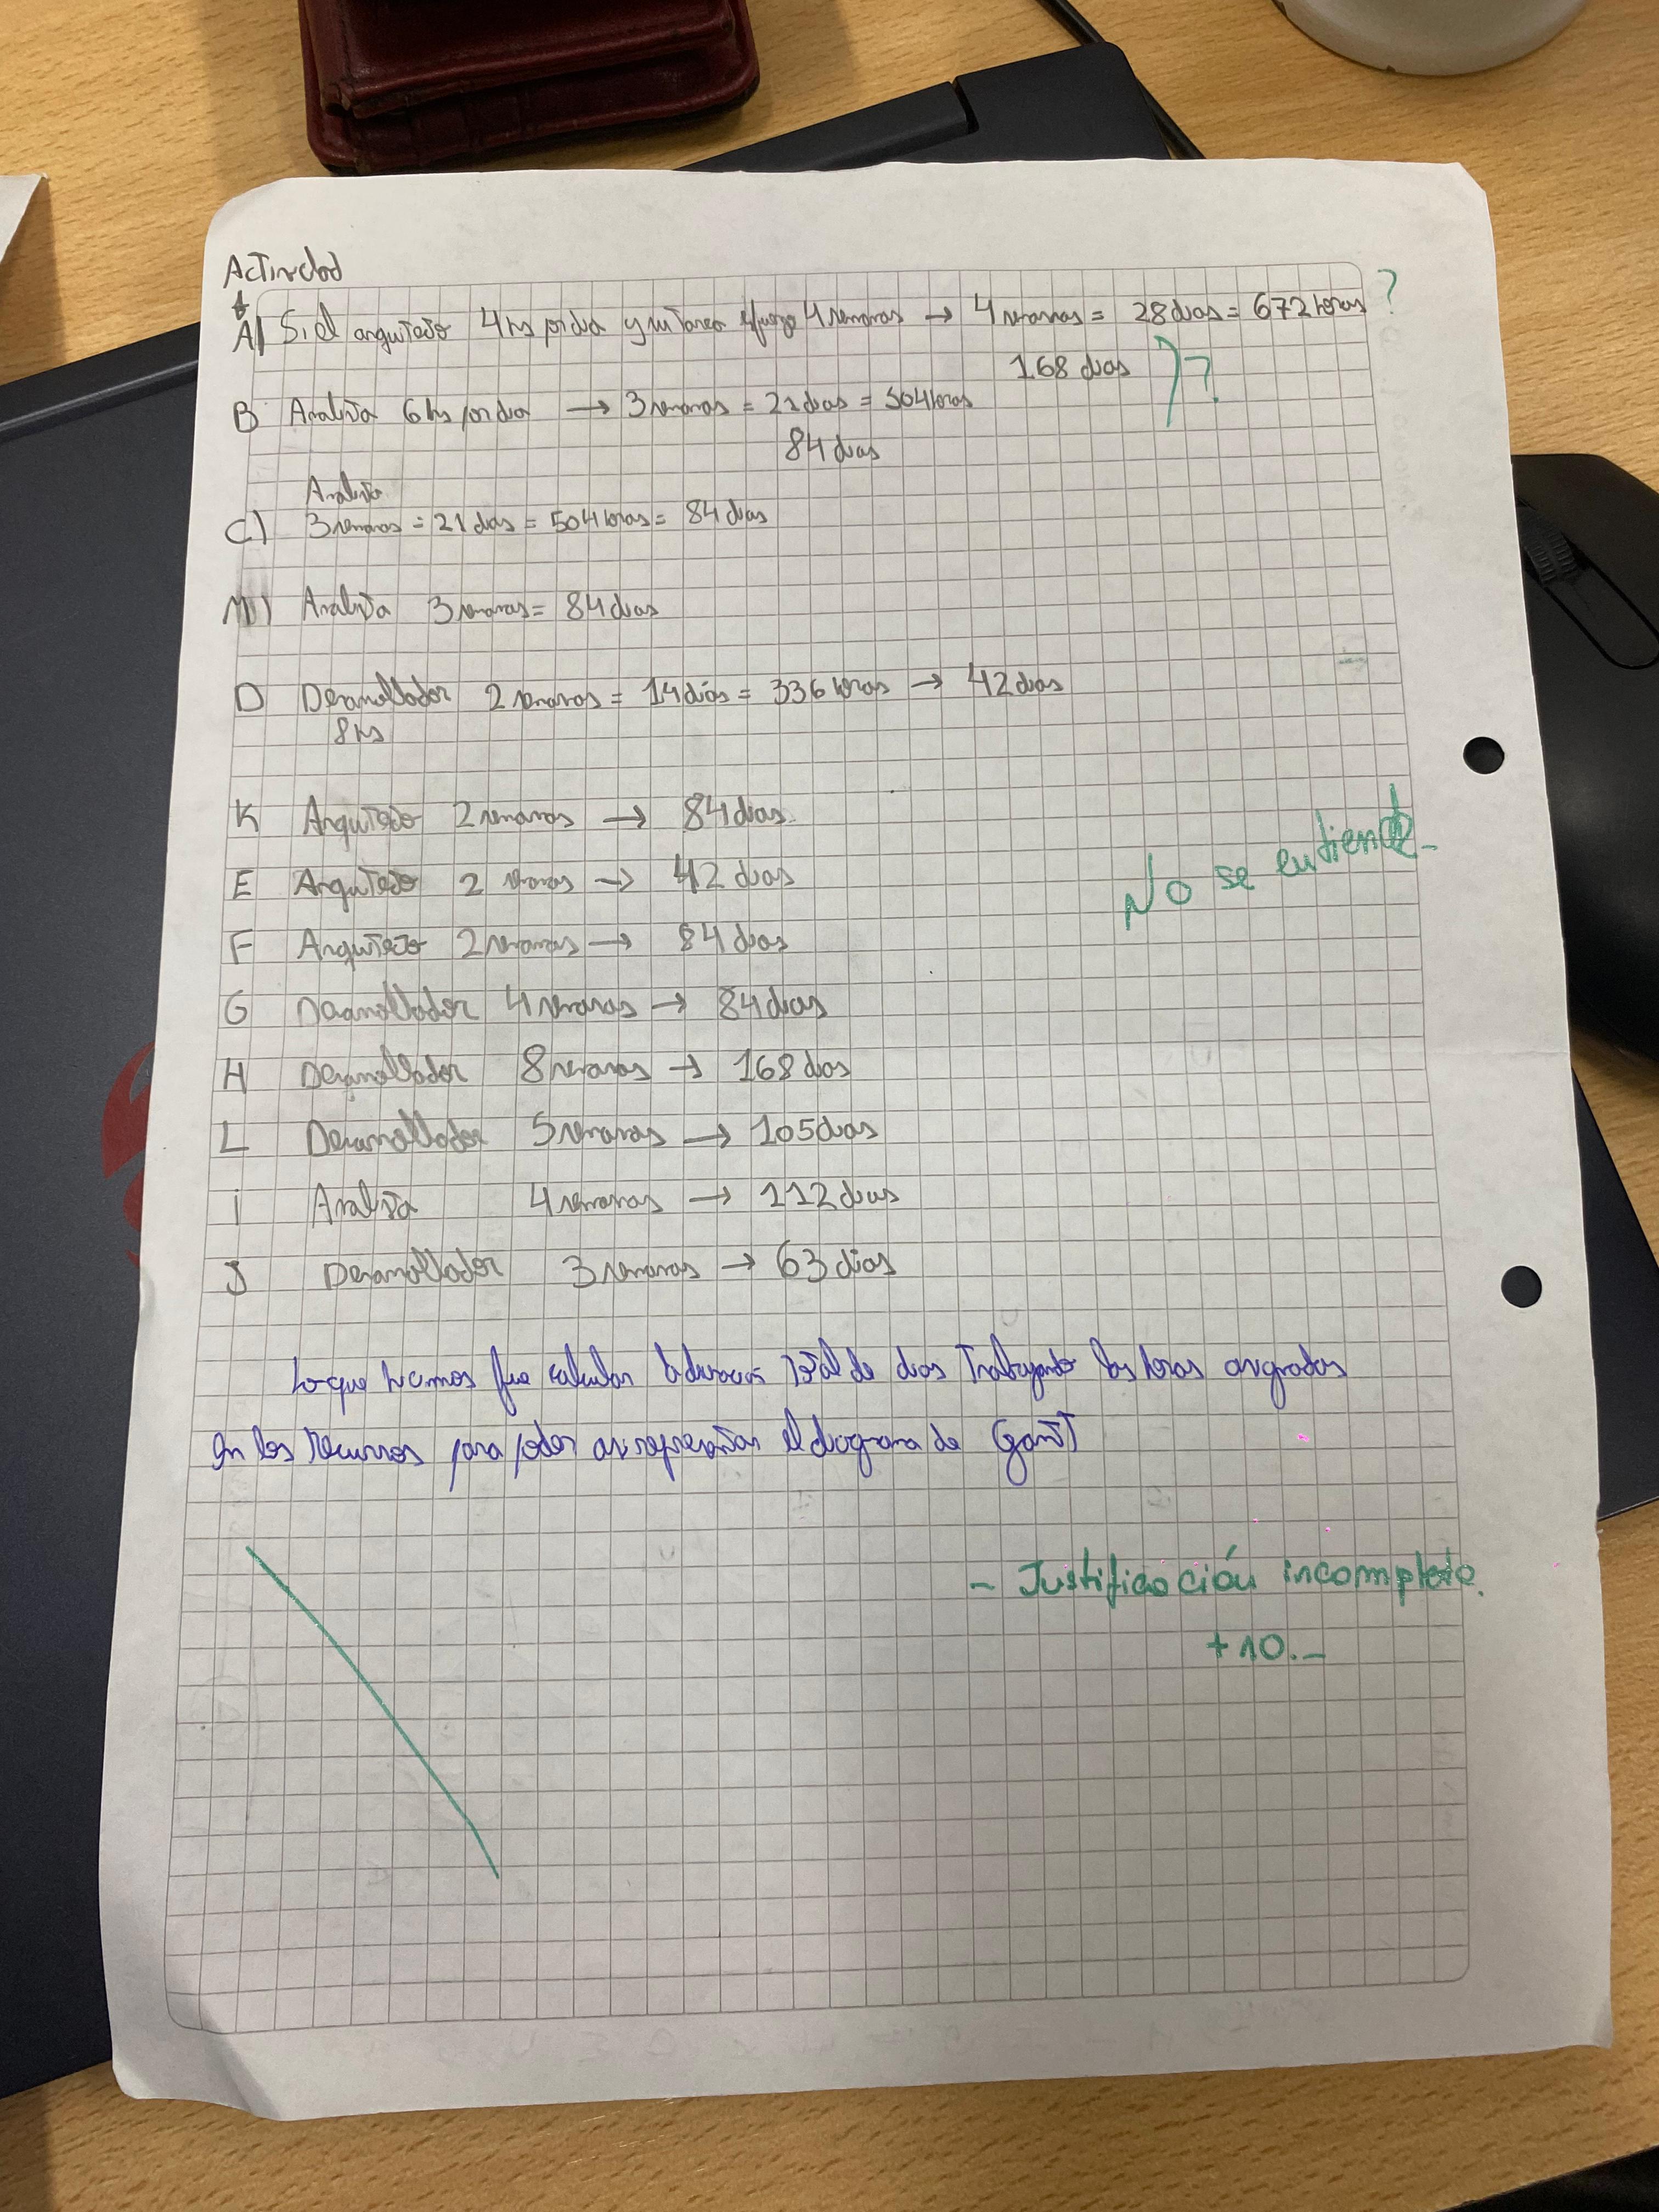 Actividad
A) Si el arquitecto 4hs por dia y su tarea esfuerzo 4 semanas → 4 semanas = 28 dias = 672 horas ?
168 dias ?
B Analista 6 hs por dia → 3 semanas = 21 dias = 504 horas
84 dias
Analista
C) 3 semanas = 21 dias = 504 horas = 84 dias
M) Analista 3 semanas = 84 dias
D Desarrollador 2 semanas = 14 dias = 336 horas → 42 dias
8hs
K Arquitecto 2 semanas → 84 dias
E Arquitecto 2 semanas → 42 dias
No se entiende
F Arquitecto 2 semanas → 84 dias
G Desarrollador 4 semanas → 84 dias
H Desarrollador 8 semanas → 168 dias
L Desarrollador 5 semanas → 105 dias
i Analista 4 semanas → 112 dias
J Desarrollador 3 semanas → 63 dias
Lo que hicimos fue calcular la duracion total de dias trabajando las horas asignadas
en los recursos para poder asi representar el diagrama de Gantt
- Justificación incompleta.
+10.-